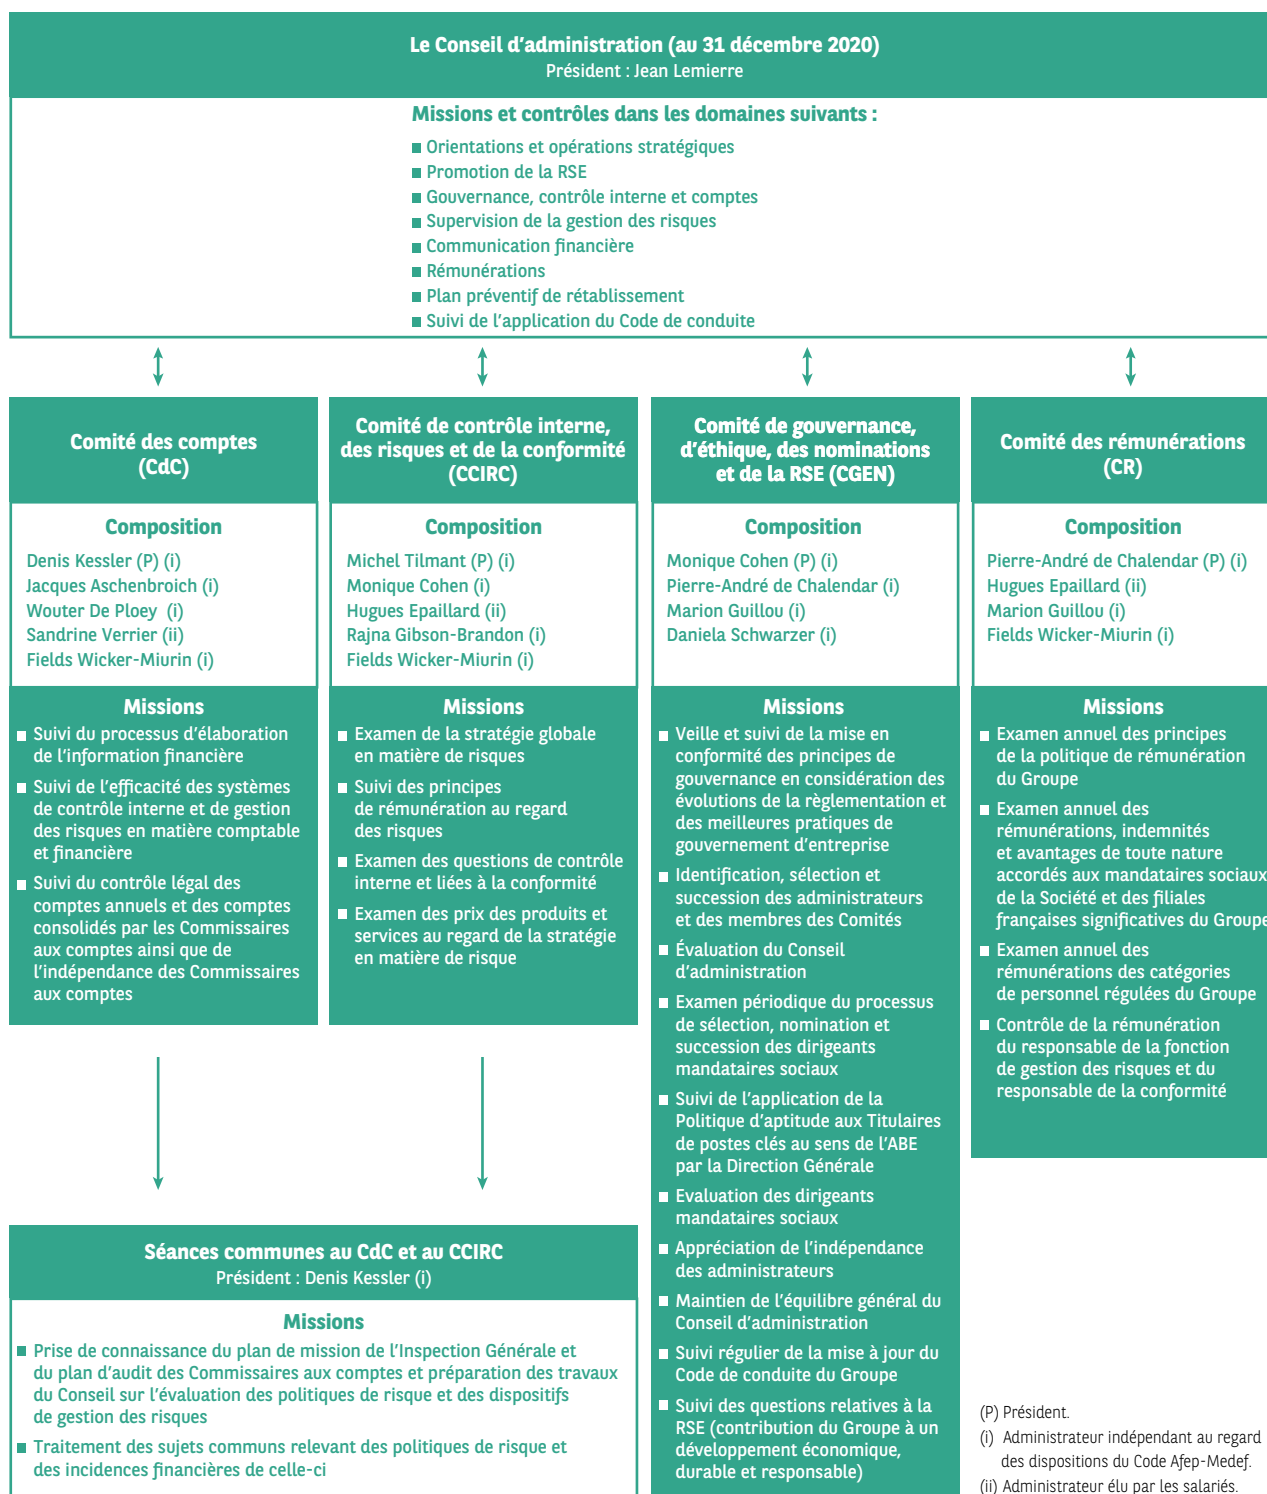 Le Conseil d'administration (au 31 décembre 2020)
Président : Jean Lemierre
Missions et contrôles dans les domaines suivants :
Orientations et opérations stratégiques
Promotion de la RSE
Gouvernance, contrôle interne et comptes
Supervision de la gestion des risques
Communication financière
Rémunérations
Plan préventif de rétablissement
Suivi de l'application du Code de conduite
Comité des comptes
(CdC)
Composition
Denis Kessler (P) (i)
Jacques Aschenbroich (i)
Wouter De Ploey (i)
Sandrine Verrier (ii)
Fields Wicker-Miurin (i)
Missions
Suivi du processus d'élaboration
de l'information financière
Suivi de l'efficacité des systèmes
de contrôle interne et de gestion
des risques en matière comptable
et financière
Suivi du contrôle légal des
comptes annuels et des comptes
consolidés par les Commissaires
aux comptes ainsi que de
l'indépendance des Commissaires
aux comptes
Comité de contrôle interne,
des risques et de la conformité
(CCIRC)
Composition
Michel Tilmant (P) (i)
Monique Cohen (i)
Hugues Epaillard (ii)
Rajna Gibson-Brandon (i)
Fields Wicker-Miurin (i)
Missions
Examen de la stratégie globale
en matière de risques
Suivi des principes
de rémunération au regard
des risques
Examen des questions de contrôle
interne et liées à la conformité
Examen des prix des produits et
services au regard de la stratégie
en matière de risque
Comité de gouvernance,
d'éthique, des nominations
et de la RSE (CGEN)
Composition
Monique Cohen (P) (i)
Pierre-André de Chalendar (i)
Marion Guillou (i)
Daniela Schwarzer (i)
Missions
Veille et suivi de la mise en
conformité des principes de
gouvernance en considération des
évolutions de la règlementation et
des meilleures pratiques de
gouvernement d'entreprise
Identification, sélection et
succession des administrateurs
et des membres des Comités
Évaluation du Conseil
d'administration
Examen périodique du processus
de sélection, nomination et
succession des dirigeants
mandataires sociaux
Suivi de l'application de la
Politique d'aptitude aux Titulaires
de postes clés au sens de l'ABE
par la Direction Générale
Evaluation des dirigeants
mandataires sociaux
Appréciation de l'indépendance
des administrateurs
Maintien de l'équilibre général du
Conseil d'administration
Suivi régulier de la mise à jour du
Code de conduite du Groupe
Suivi des questions relatives à la
RSE (contribution du Groupe à un
développement économique,
durable et responsable)
Comité des rémunérations
(CR)
Composition
Pierre-André de Chalendar (P) (i)
Hugues Epaillard (ii)
Marion Guillou (i)
Fields Wicker-Miurin (i)
Missions
Examen annuel des principes
de la politique de rémunération
du Groupe
Examen annuel des
rémunérations, indemnités
et avantages de toute nature
accordés aux mandataires sociaux
de la Société et des filiales
françaises significatives du Groupe
Examen annuel des
rémunérations des catégories
de personnel régulées du Groupe
Contrôle de la rémunération
du responsable de la fonction
de gestion des risques et du
responsable de la conformité
Séances communes au CdC et au CCIRC
Président : Denis Kessler (i)
Missions
Prise de connaissance du plan de mission de l'Inspection Générale et
du plan d'audit des Commissaires aux comptes et préparation des travaux
du Conseil sur l'évaluation des politiques de risque et des dispositifs
de gestion des risques
Traitement des sujets communs relevant des politiques de risque et
des incidences financières de celle-ci
(P) Président.
(i) Administrateur indépendant au regard
des dispositions du Code Afep-Medef.
(ii) Administrateur élu par les salariés.